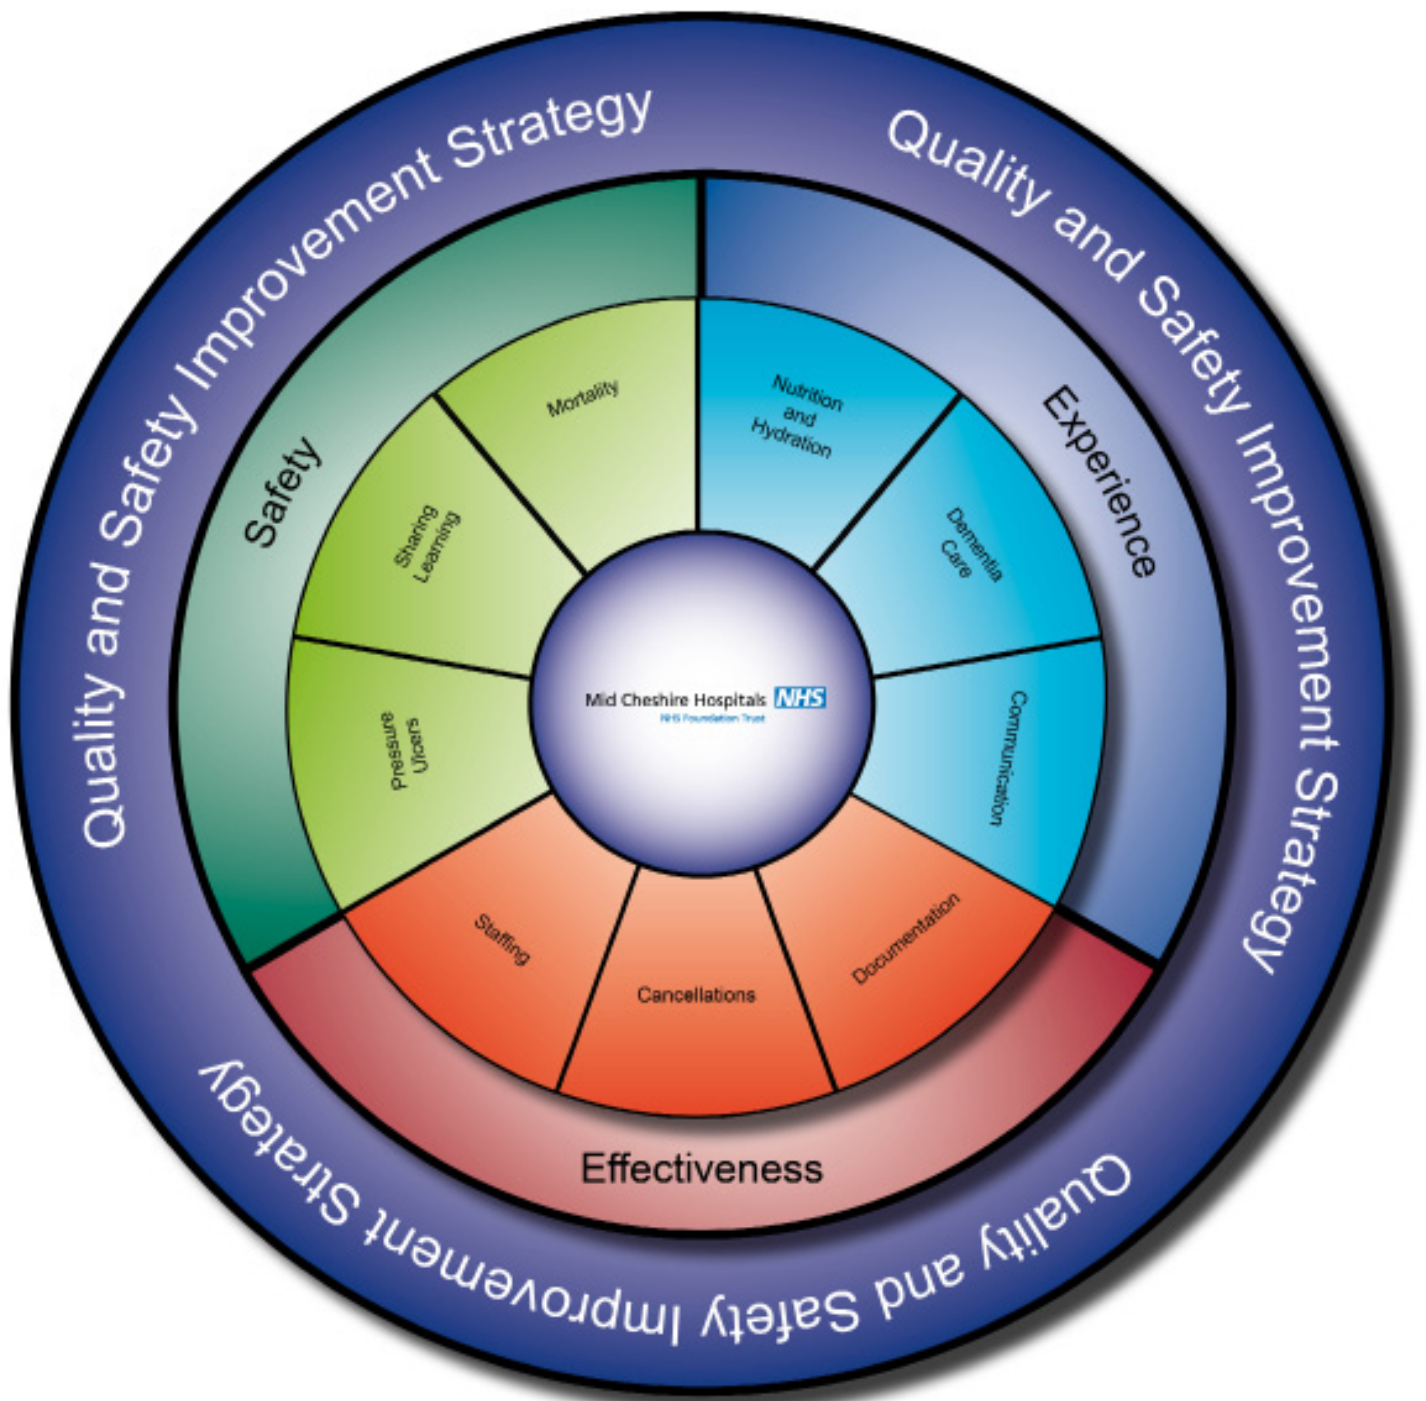 Quality and Safety Improvement Strategy
Quality and Safety Improvement Strategy
Quality and Safety Improvement Strategy
Safety
Experience
Effectiveness
Mortality
Sharing
Learning
Pressure
Ulcers
Nutrition
and
Hydration
Dementia
Care
Communication
Documentation
Cancellations
Staffing
Mid Cheshire Hospitals NHS
NHS Foundation Trust